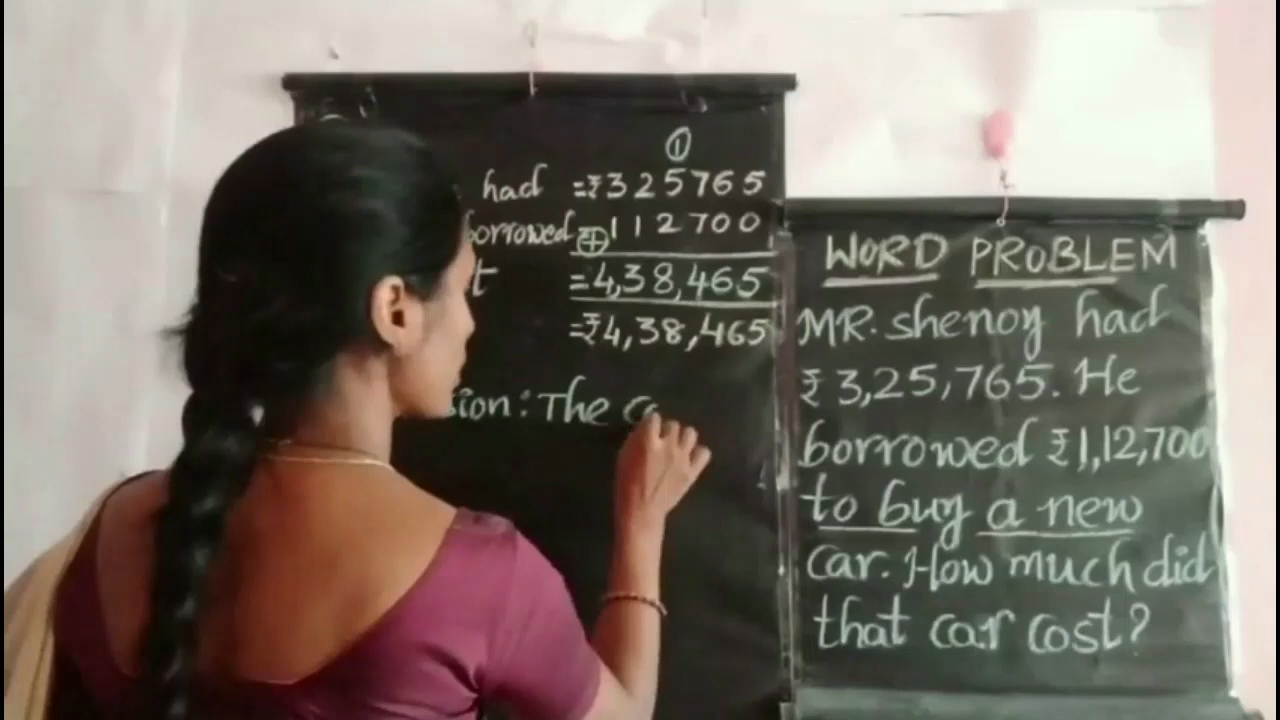 ①
had =₹325765
borrowed ₹⊕112700
=4,38,465
=₹4,38,465
sion: The
WORD PROBLEM
MR. shenoy had
₹3,25,765. He
borrowed ₹1,12,700
to buy a new
car. How much did
that car cost?